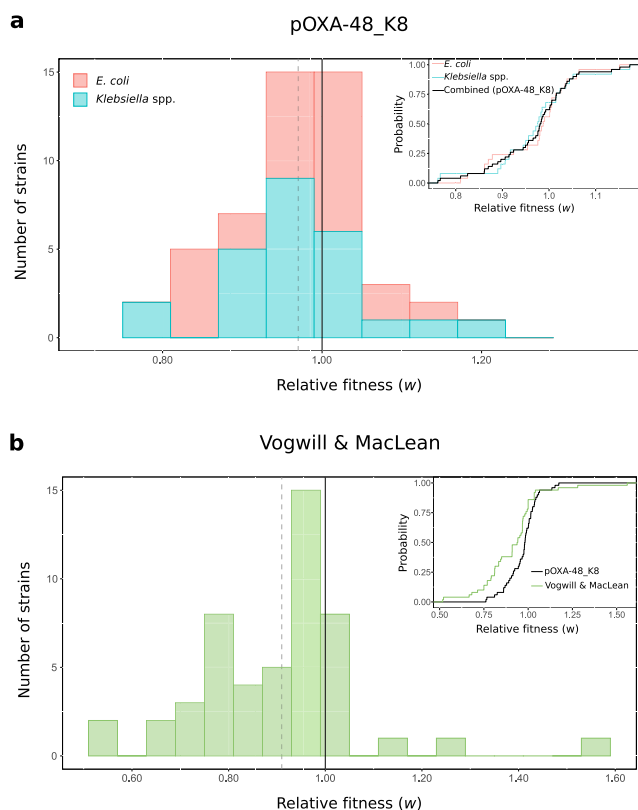 a
pOXA-48_K8
E. coli
Klebsiella spp.
Number of strains
15
10
5
0
0.80
1.00
1.20
Relative fitness (w)
E. coli
Klebsiella spp.
Combined (pOXA-48_K8)
Probability
1.00
0.75
0.50
0.25
0.00
0.8
0.9
1.0
1.1
Relative fitness (w)
b
Vogwill & MacLean
Number of strains
15
10
5
0
0.60
0.80
1.00
1.20
1.40
1.60
Relative fitness (w)
Probability
1.00
0.75
0.50
0.25
0.00
pOXA-48_K8
Vogwill & MacLean
0.50
0.75
1.00
1.25
1.50
Relative fitness (w)